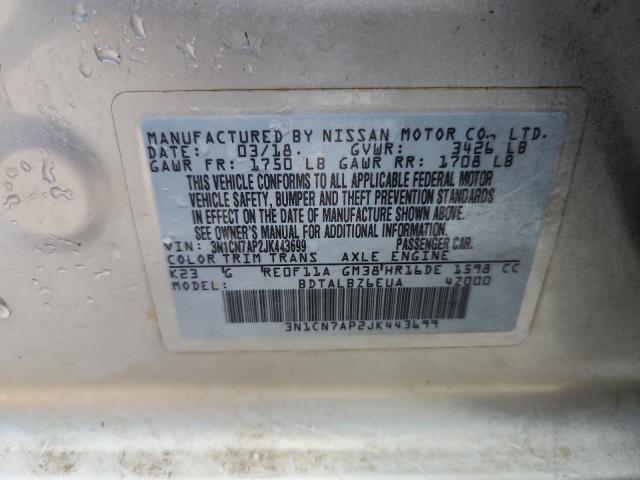 MANUFACTURED BY NISSAN MOTOR CO., LTD.
DATE: 03/18 GVWR: 3426 LB
GAWR FR: 1750 LB GAWR RR: 1708 LB
THIS VEHICLE CONFORMS TO ALL APPLICABLE FEDERAL MOTOR
VEHICLE SAFETY, BUMPER AND THEFT PREVENTION STANDARDS
IN EFFECT ON THE DATE OF MANUFACTURE SHOWN ABOVE.
SEE OWNER'S MANUAL FOR ADDITIONAL INFORMATION.
VIN: 3N1CN7AP2JK443699 PASSENGER CAR.
COLOR TRIM TRANS AXLE ENGINE
K23 G RE0F11A GM38 HR16DE 1598 CC
MODEL: BDTALBZ6EUA 4Z000
3N1CN7AP2JK443699